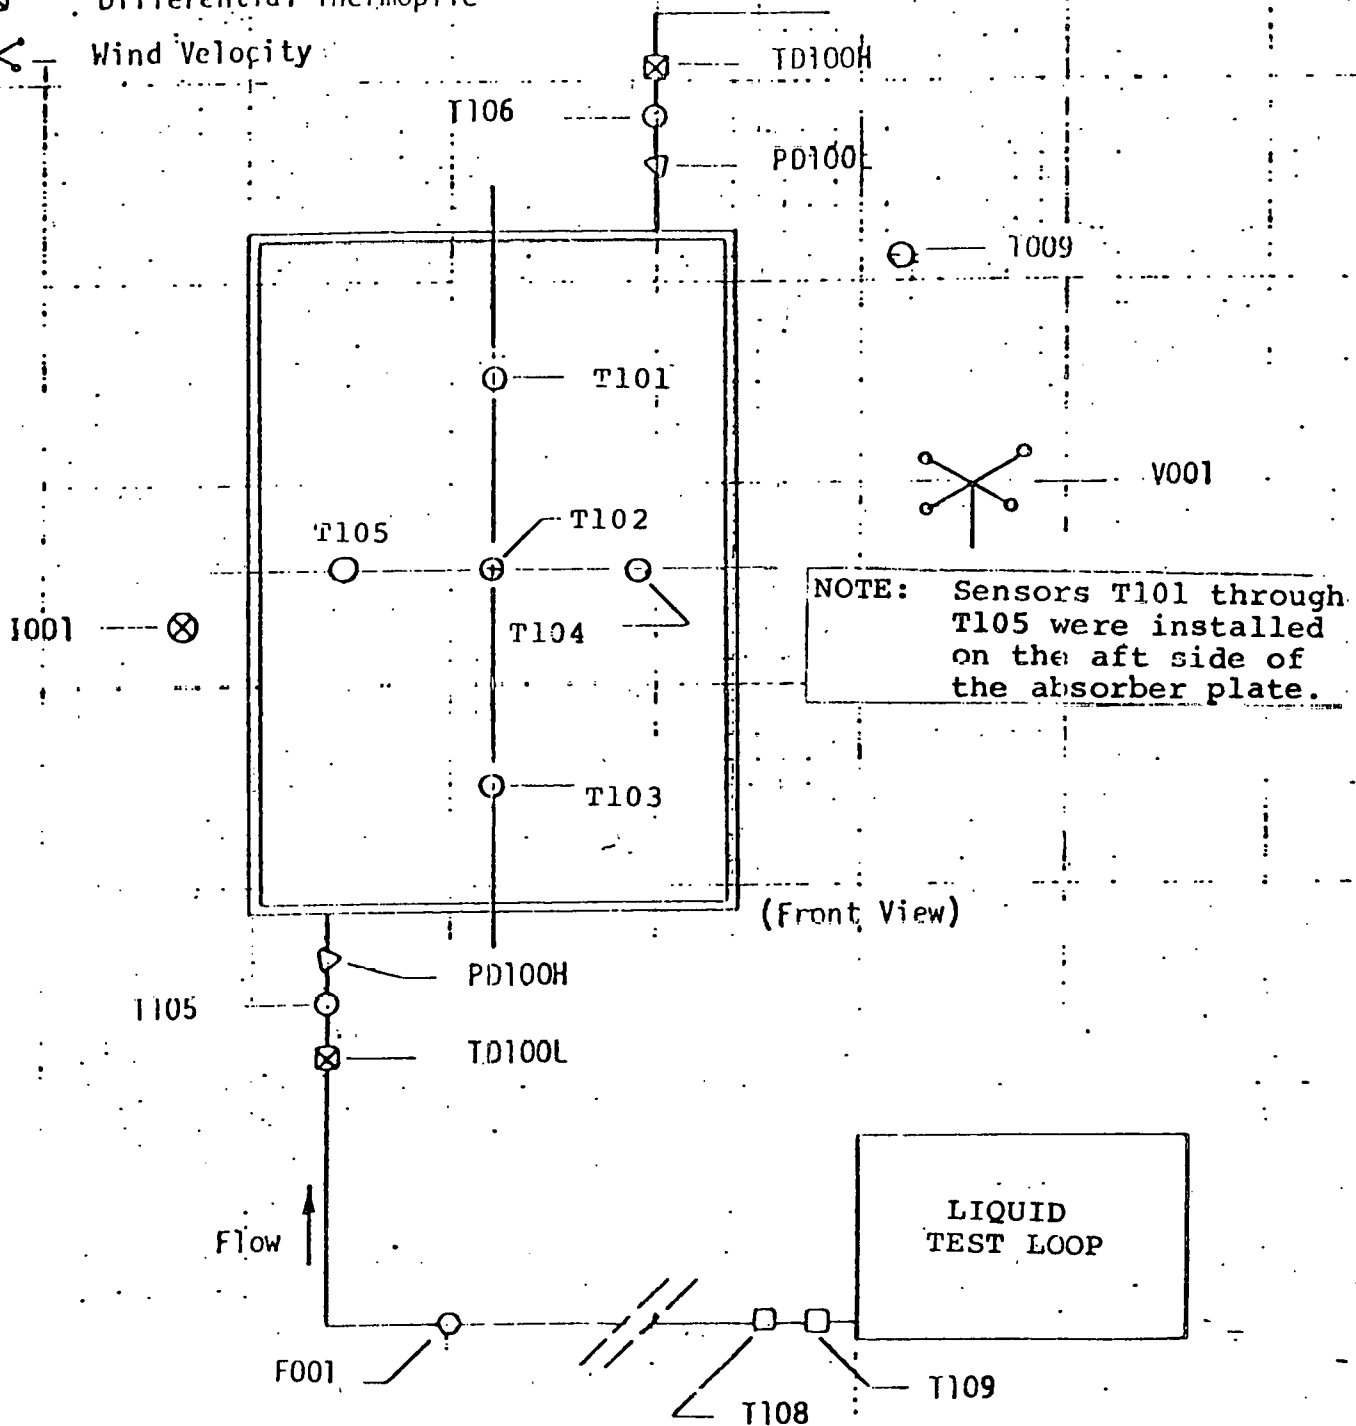 Differential Thermopile
Wind Velocity
TD100H
T106
PD100L
T009
T101
V001
T102
T105
T104
I001
NOTE: Sensors T101 through
T105 were installed
on the aft side of
the absorber plate.
T103
(Front View)
PD100H
T105
TD100L
LIQUID
TEST LOOP
Flow
F001
T109
T108